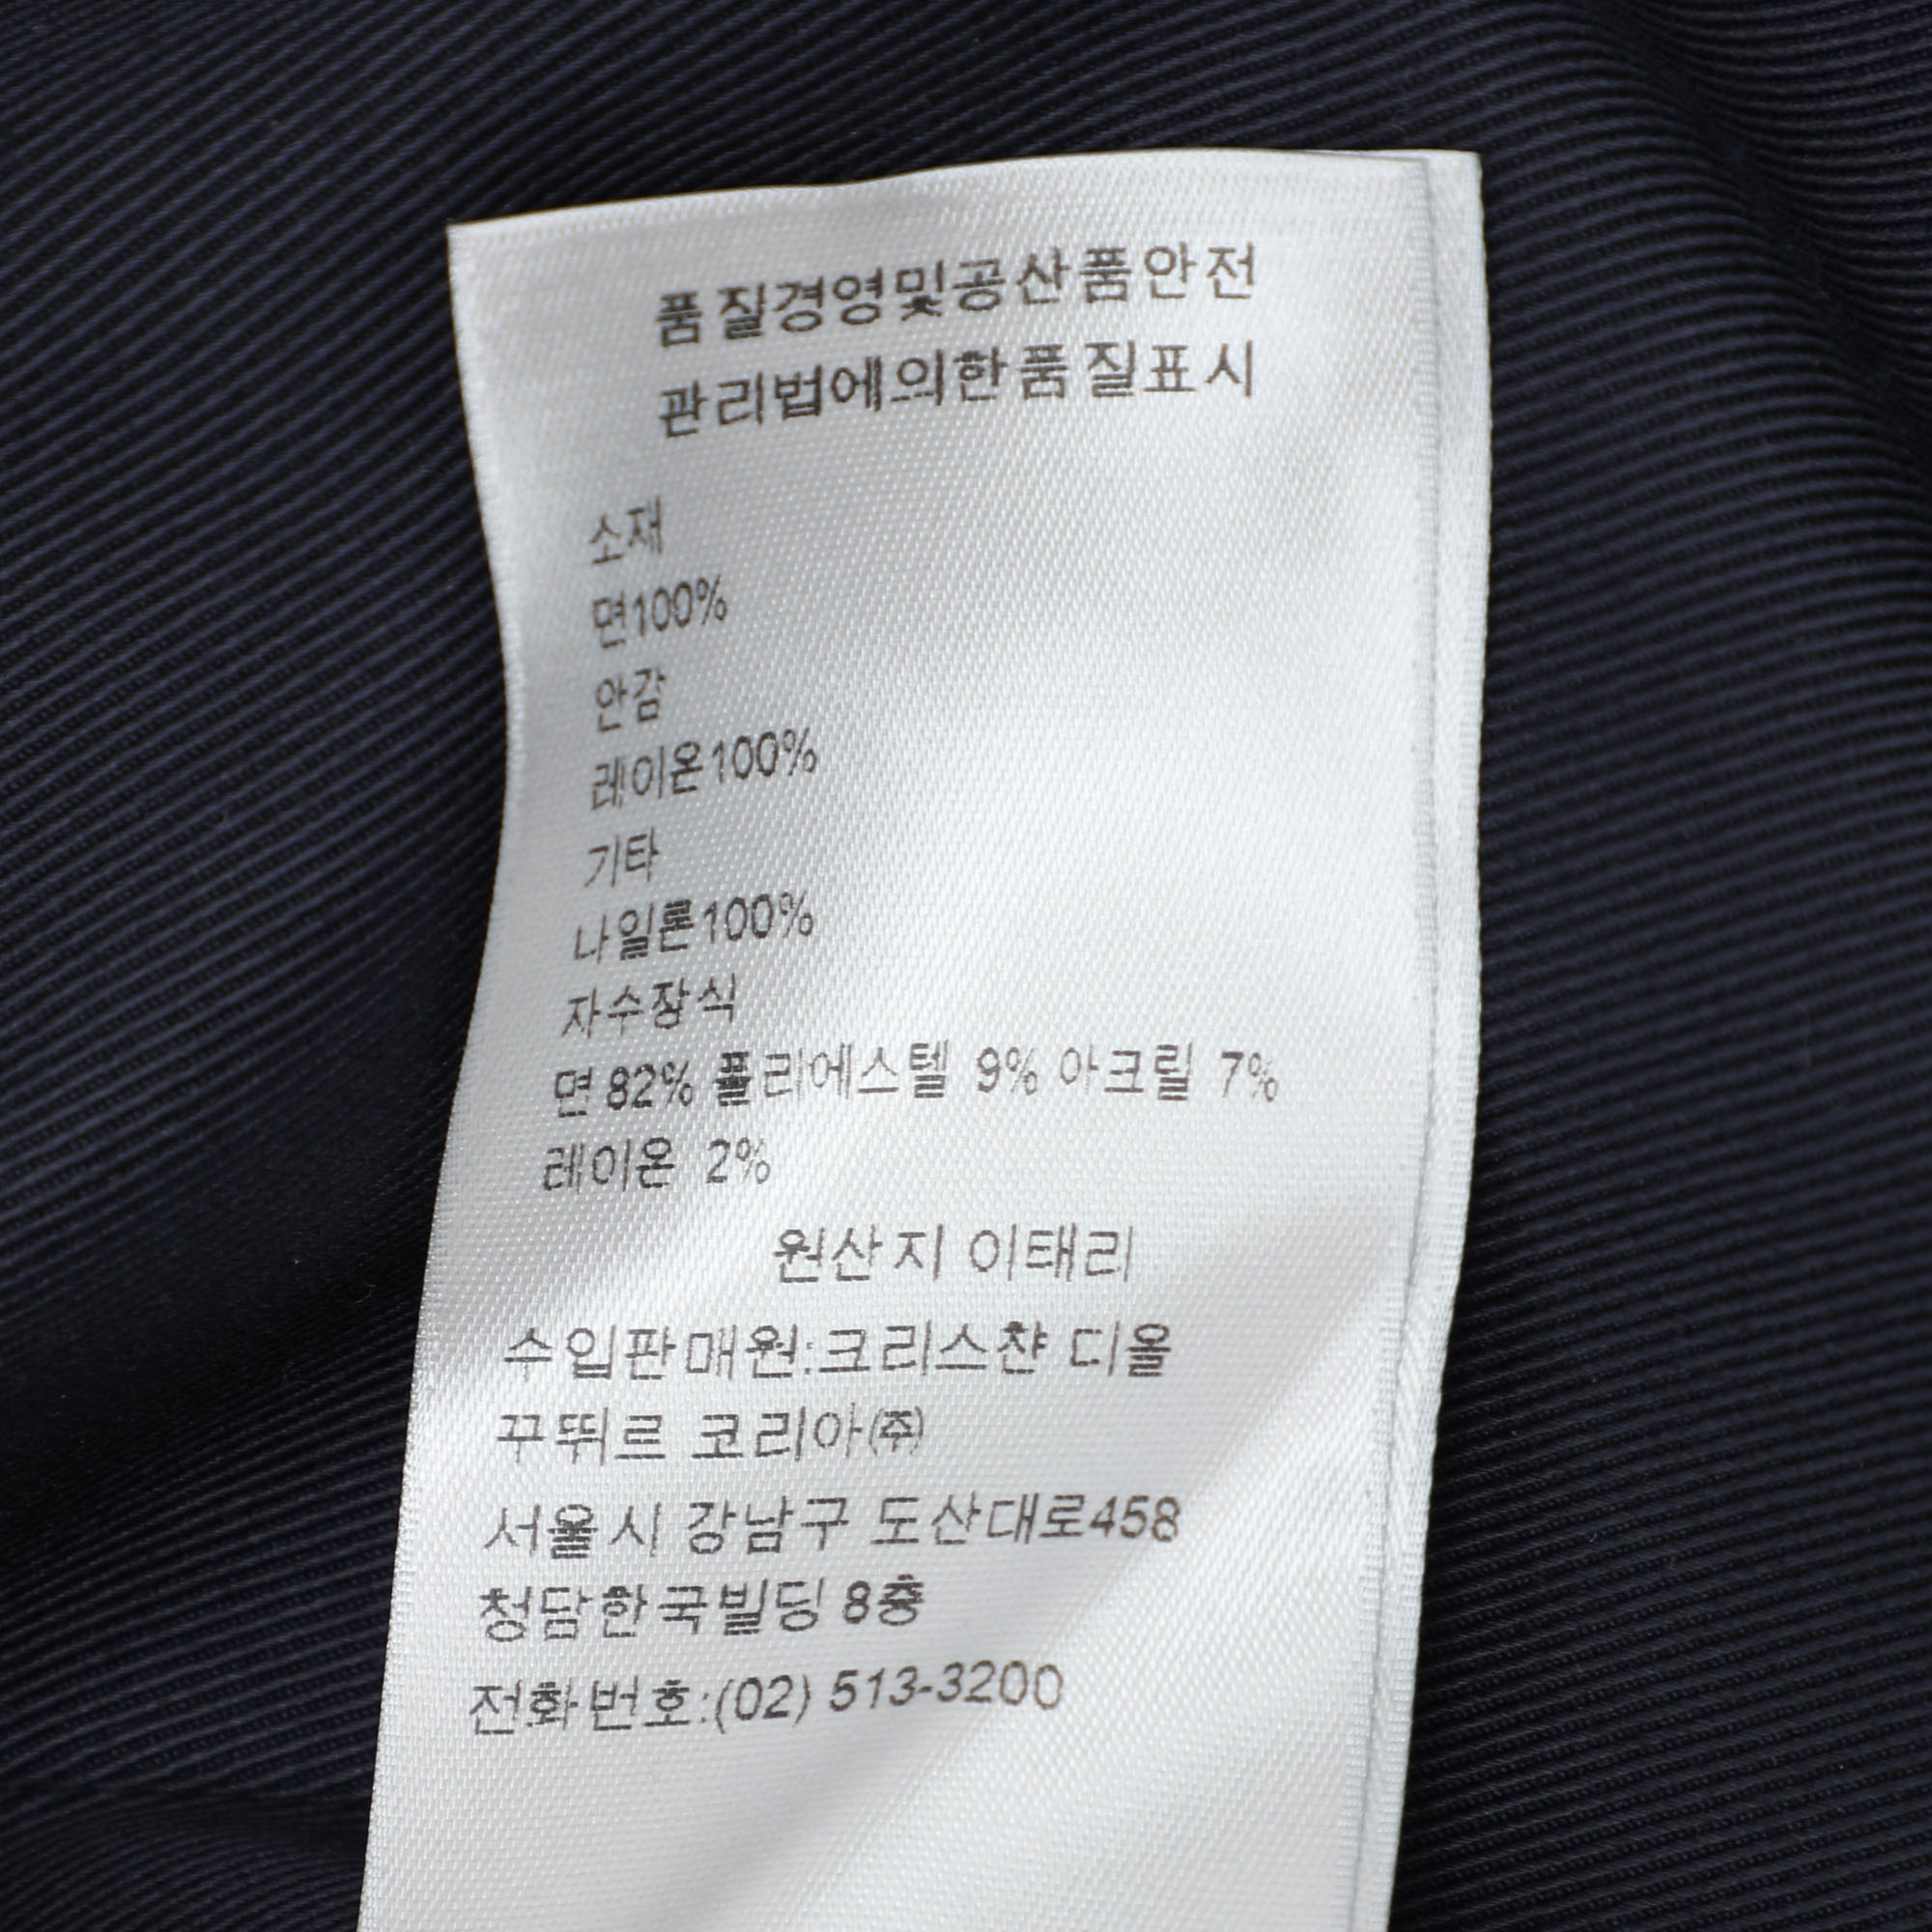 품질경영및공산품안전
관리법에의한품질표시
소재
면100%
안감
레이온100%
기타
나일론100%
자수장식
면82% 폴리에스텔 9% 아크릴 7%
레이온 2%
원산지 이태리
수입판매원:크리스챤 디올
꾸뛰르 코리아㈜
서울시 강남구 도산대로458
청담한국빌딩 8층
전화번호:(02) 513-3200